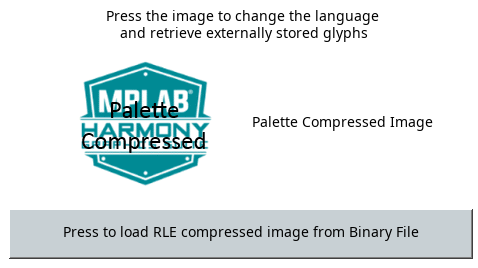 Press the image to change the language
and retrieve externally stored glyphs
MPLAB®
Palette
HARMONY
Compressed
Palette Compressed Image
Press to load RLE compressed image from Binary File